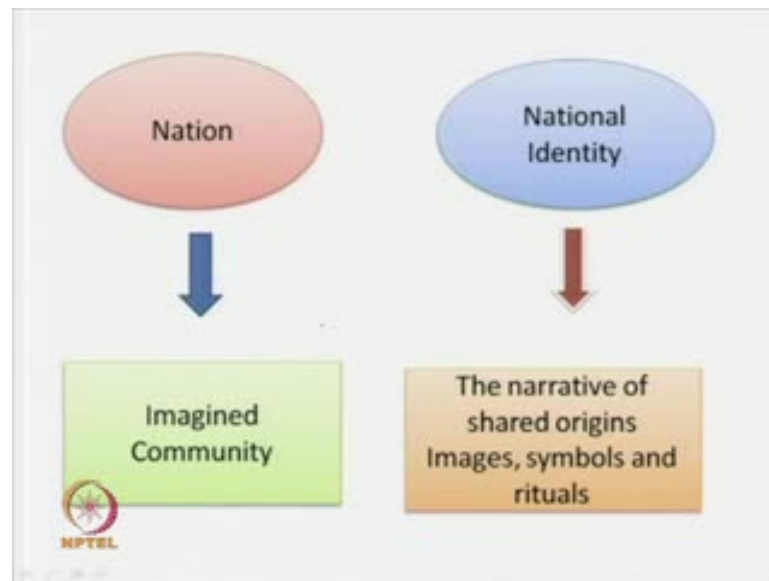 Nation
National
Identity
Imagined
Community
The narrative of
shared origins
Images, symbols and
rituals
NPTEL